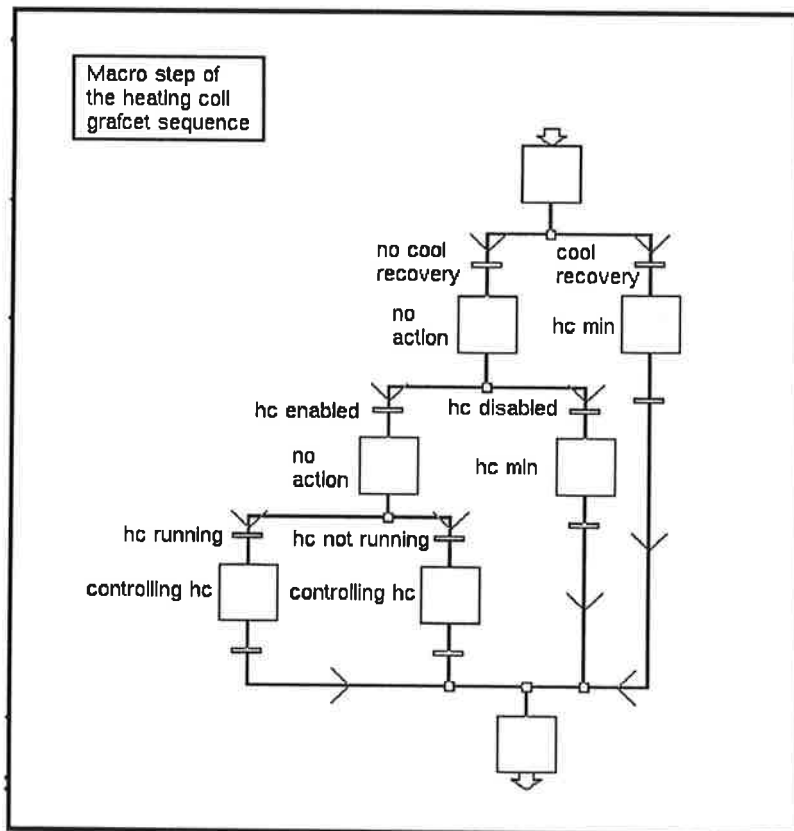 Macro step of
the heating coil
grafcet sequence
no cool
recovery
cool
recovery
no
action
hc min
hc enabled
hc disabled
no
action
hc min
hc running
hc not running
controlling hc
controlling hc